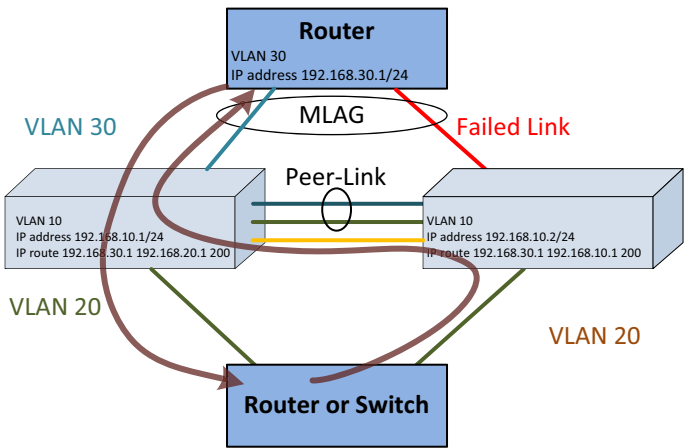 Router
VLAN 30
IP address 192.168.30.1/24
MLAG
VLAN 30
Failed Link
Peer-Link
VLAN 10
IP address 192.168.10.1/24
IP route 192.168.30.1 192.168.20.1 200
VLAN 10
IP address 192.168.10.2/24
IP route 192.168.30.1 192.168.10.1 200
VLAN 20
VLAN 20
Router or Switch